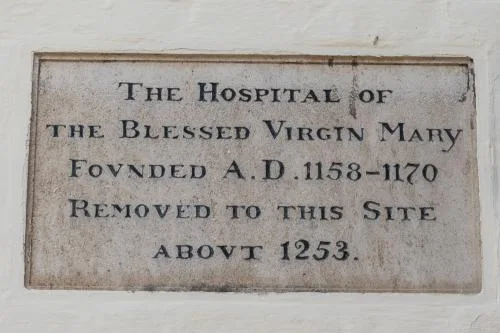 The Hospital of
the Blessed Virgin Mary
Fovnded A.D. 1158-1170
Removed to this Site
abovt 1253.